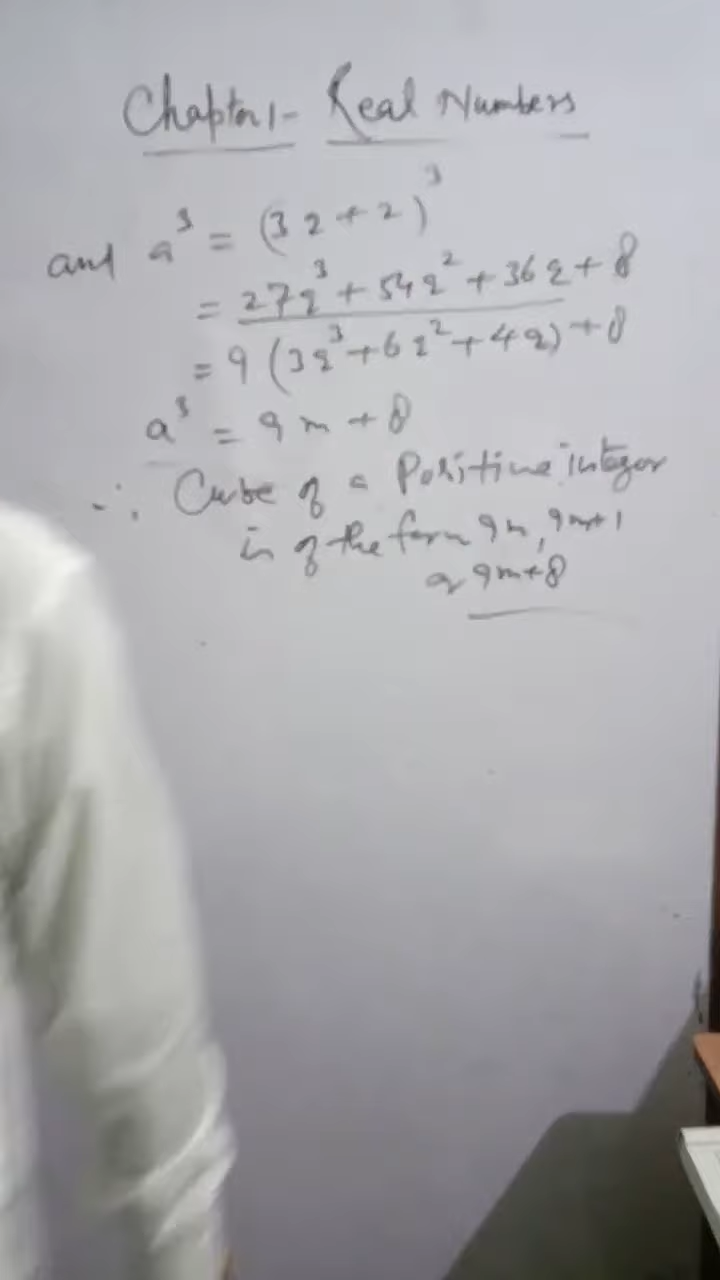 Chapter 1- Real Numbers
and a³ = (3q+2)³
= 27q³ + 54q² + 36q + 8
= 9 (3q³+6q²+4q) + 8
a³ = 9m + 8
∴ Cube of a Positive integer
is of the form 9m, 9m+1
or 9m+8